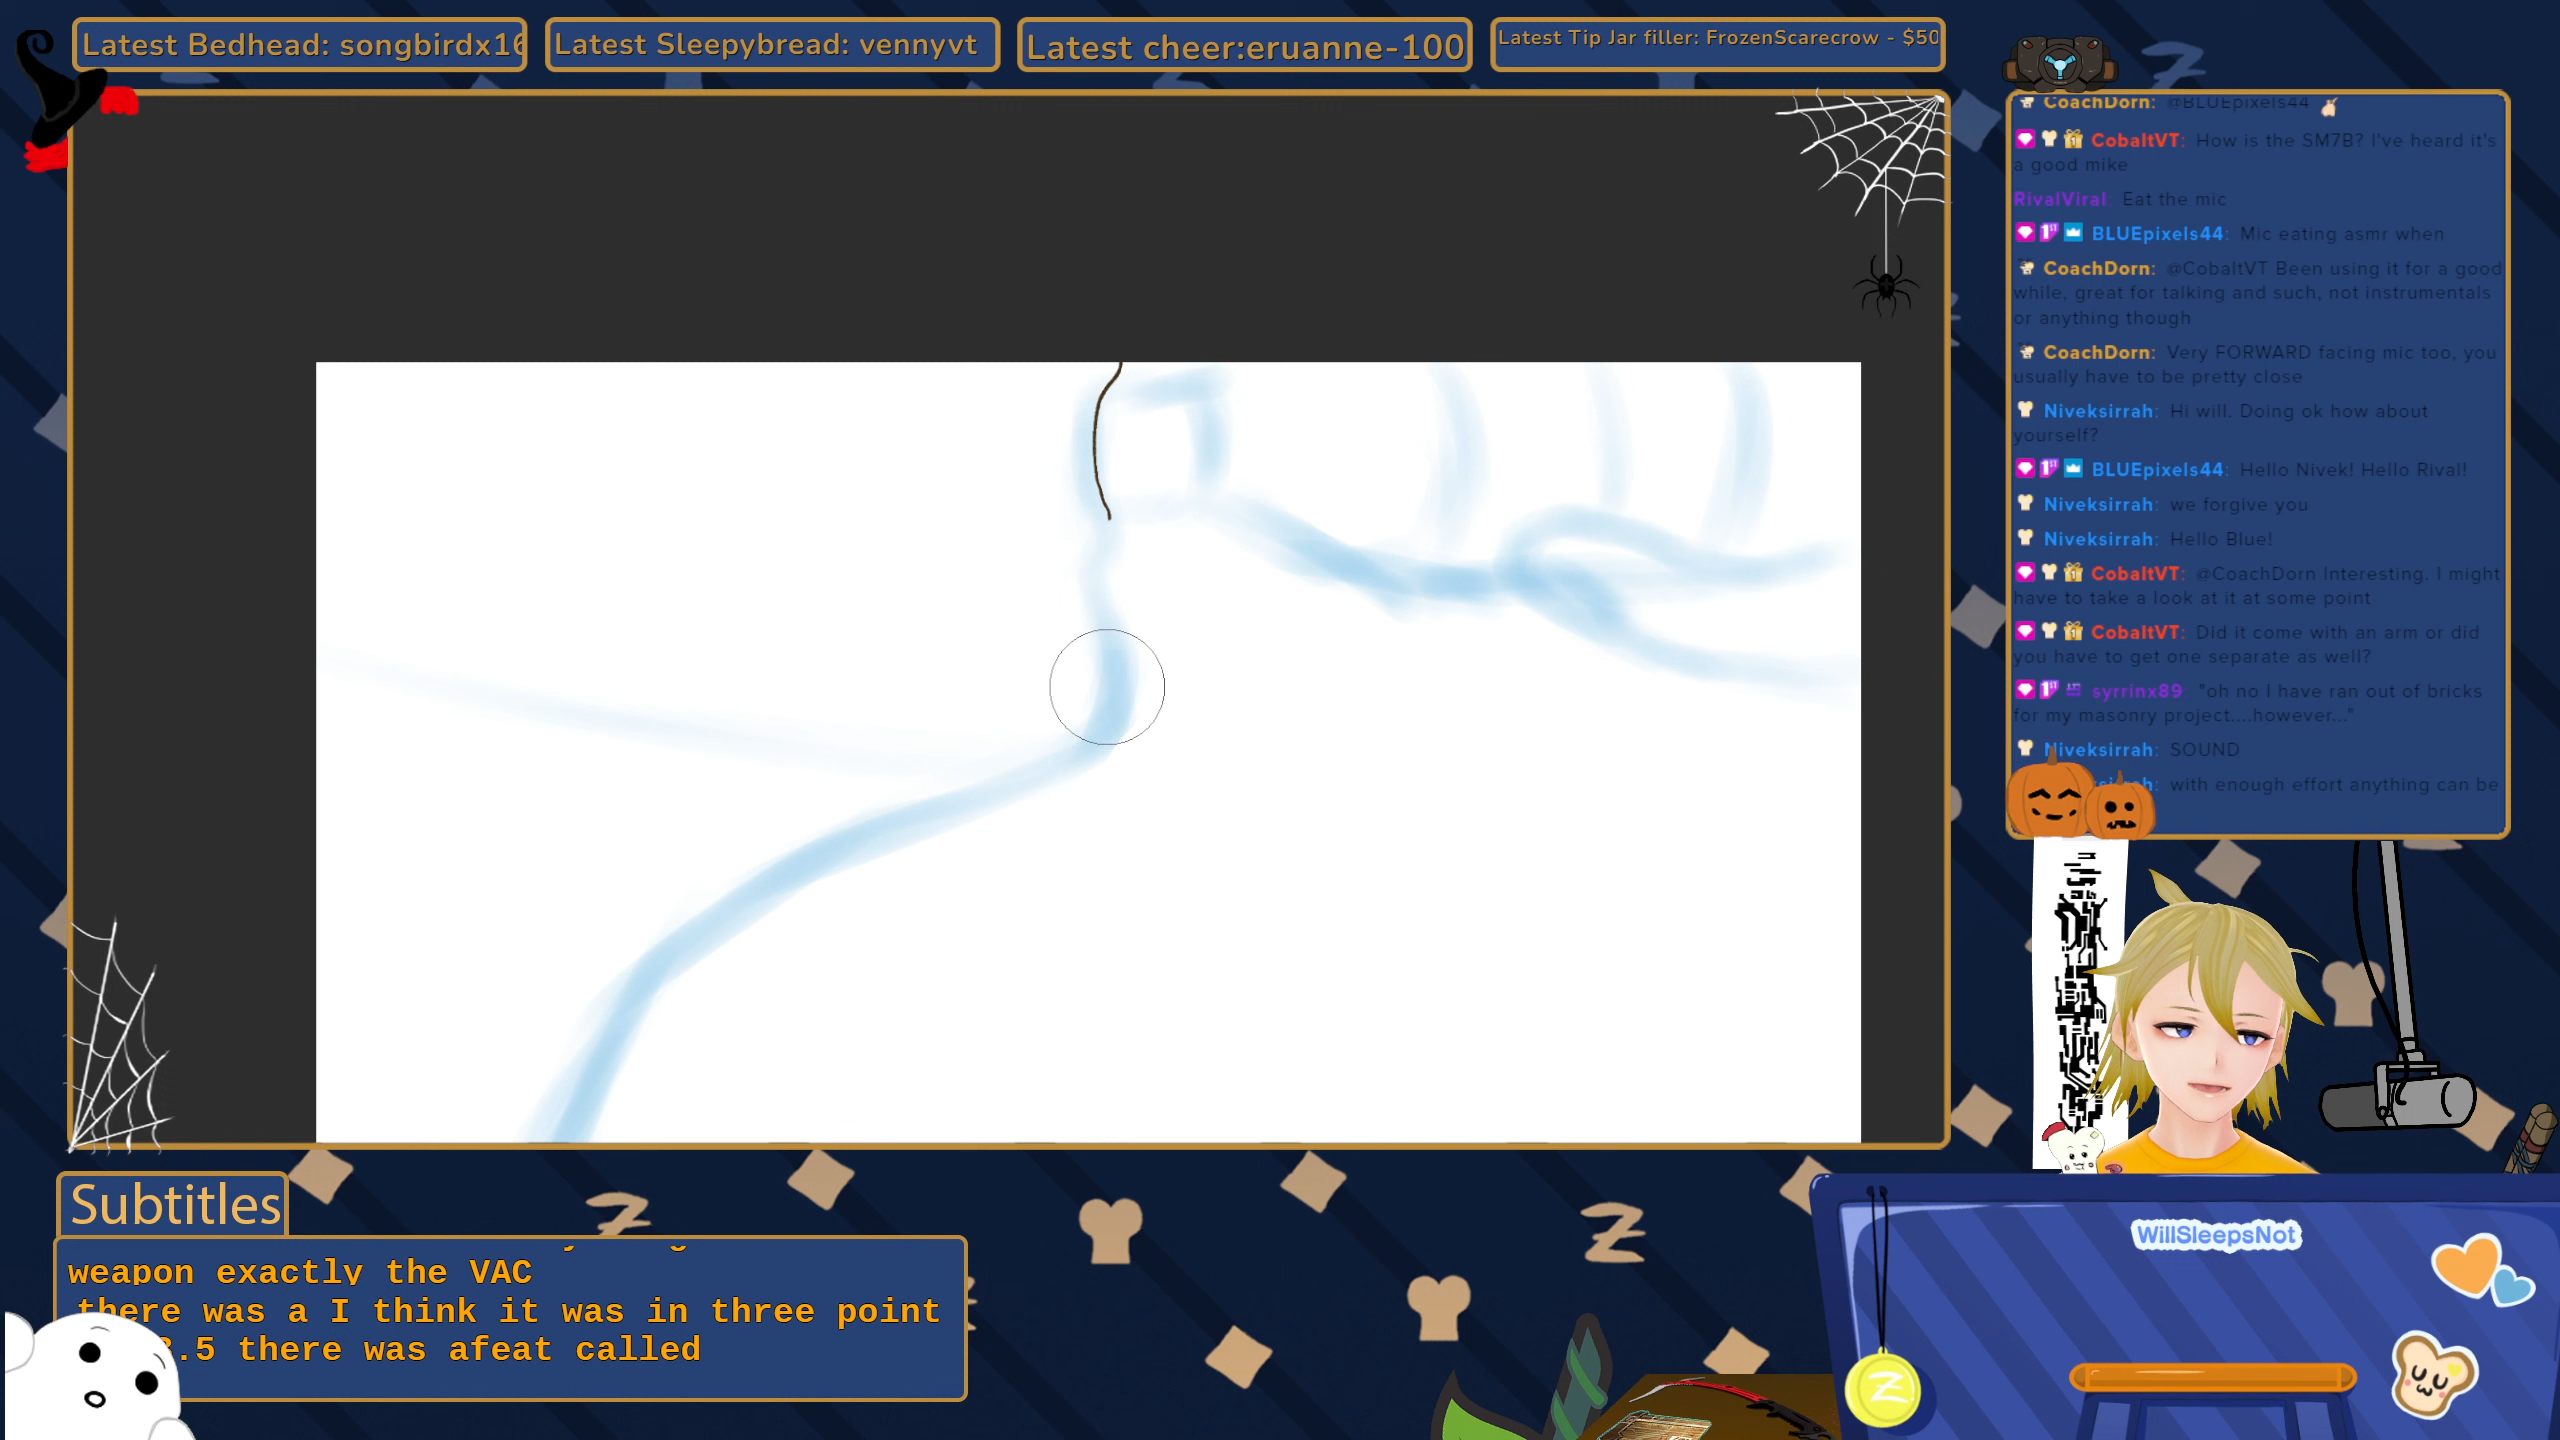 Latest Bedhead: songbirdx16
Latest Sleepybread: vennyvt
Latest cheer:eruanne-100
Latest Tip Jar filler: FrozenScarecrow - $50
CoachDorn: @BLUEpixels44
CobaltVT: How is the SM7B? I've heard it's
a good mike
RivalViral: Eat the mic
BLUEpixels44: Mic eating asmr when
CoachDorn: @CobaltVT Been using it for a good
while, great for talking and such, not instrumentals
or anything though
CoachDorn: Very FORWARD facing mic too, you
usually have to be pretty close
Niveksirrah: Hi will. Doing ok how about
yourself?
BLUEpixels44: Hello Nivek! Hello Rival!
Niveksirrah: we forgive you
Niveksirrah: Hello Blue!
CobaltVT: @CoachDorn Interesting. I might
have to take a look at it at some point
CobaltVT: Did it come with an arm or did
you have to get one separate as well?
syrrinx89: "oh no I have ran out of bricks
for my masonry project....however..."
Niveksirrah: SOUND
with enough effort anything can be
Subtitles
weapon exactly the VAC
there was a I think it was in three point
3.5 there was afeat called
WillSleepsNot
Z